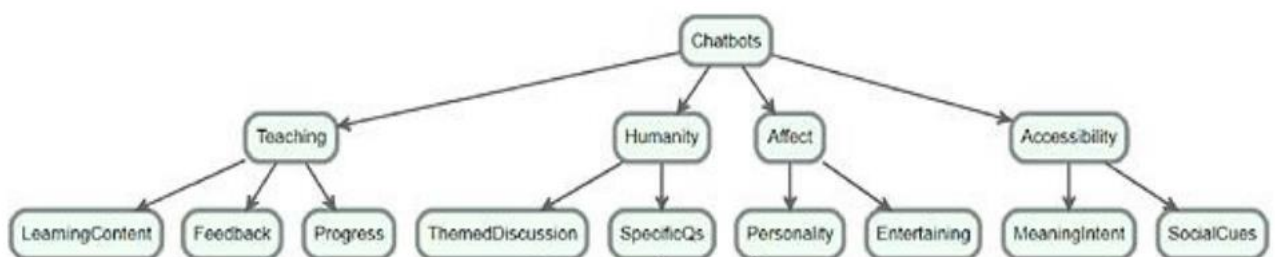 Chatbots
Teaching Humanity Affect Accessibility
LearningContent Feedback Progress ThemedDiscussion SpecificQs Personality Entertaining MeaningIntent SocialCues